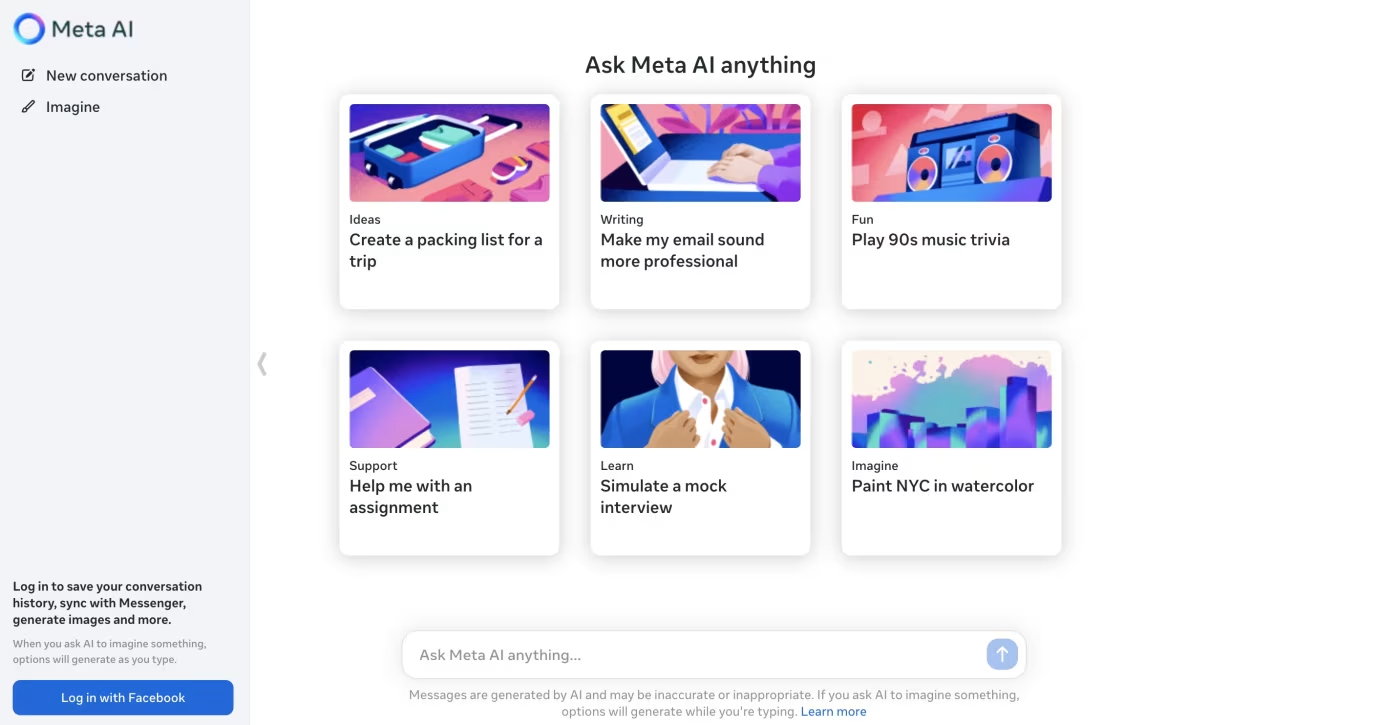 Meta AI
New conversation
Imagine
Log in to save your conversation
history, sync with Messenger,
generate images and more.
When you ask AI to imagine something,
options will generate as you type.
Log in with Facebook
Ask Meta AI anything
Ideas
Create a packing list for a
trip
Writing
Make my email sound
more professional
Fun
Play 90s music trivia
Support
Help me with an
assignment
Learn
Simulate a mock
interview
Imagine
Paint NYC in watercolor
Ask Meta AI anything...
Messages are generated by AI and may be inaccurate or inappropriate. If you ask AI to imagine something,
options will generate while you're typing. Learn more